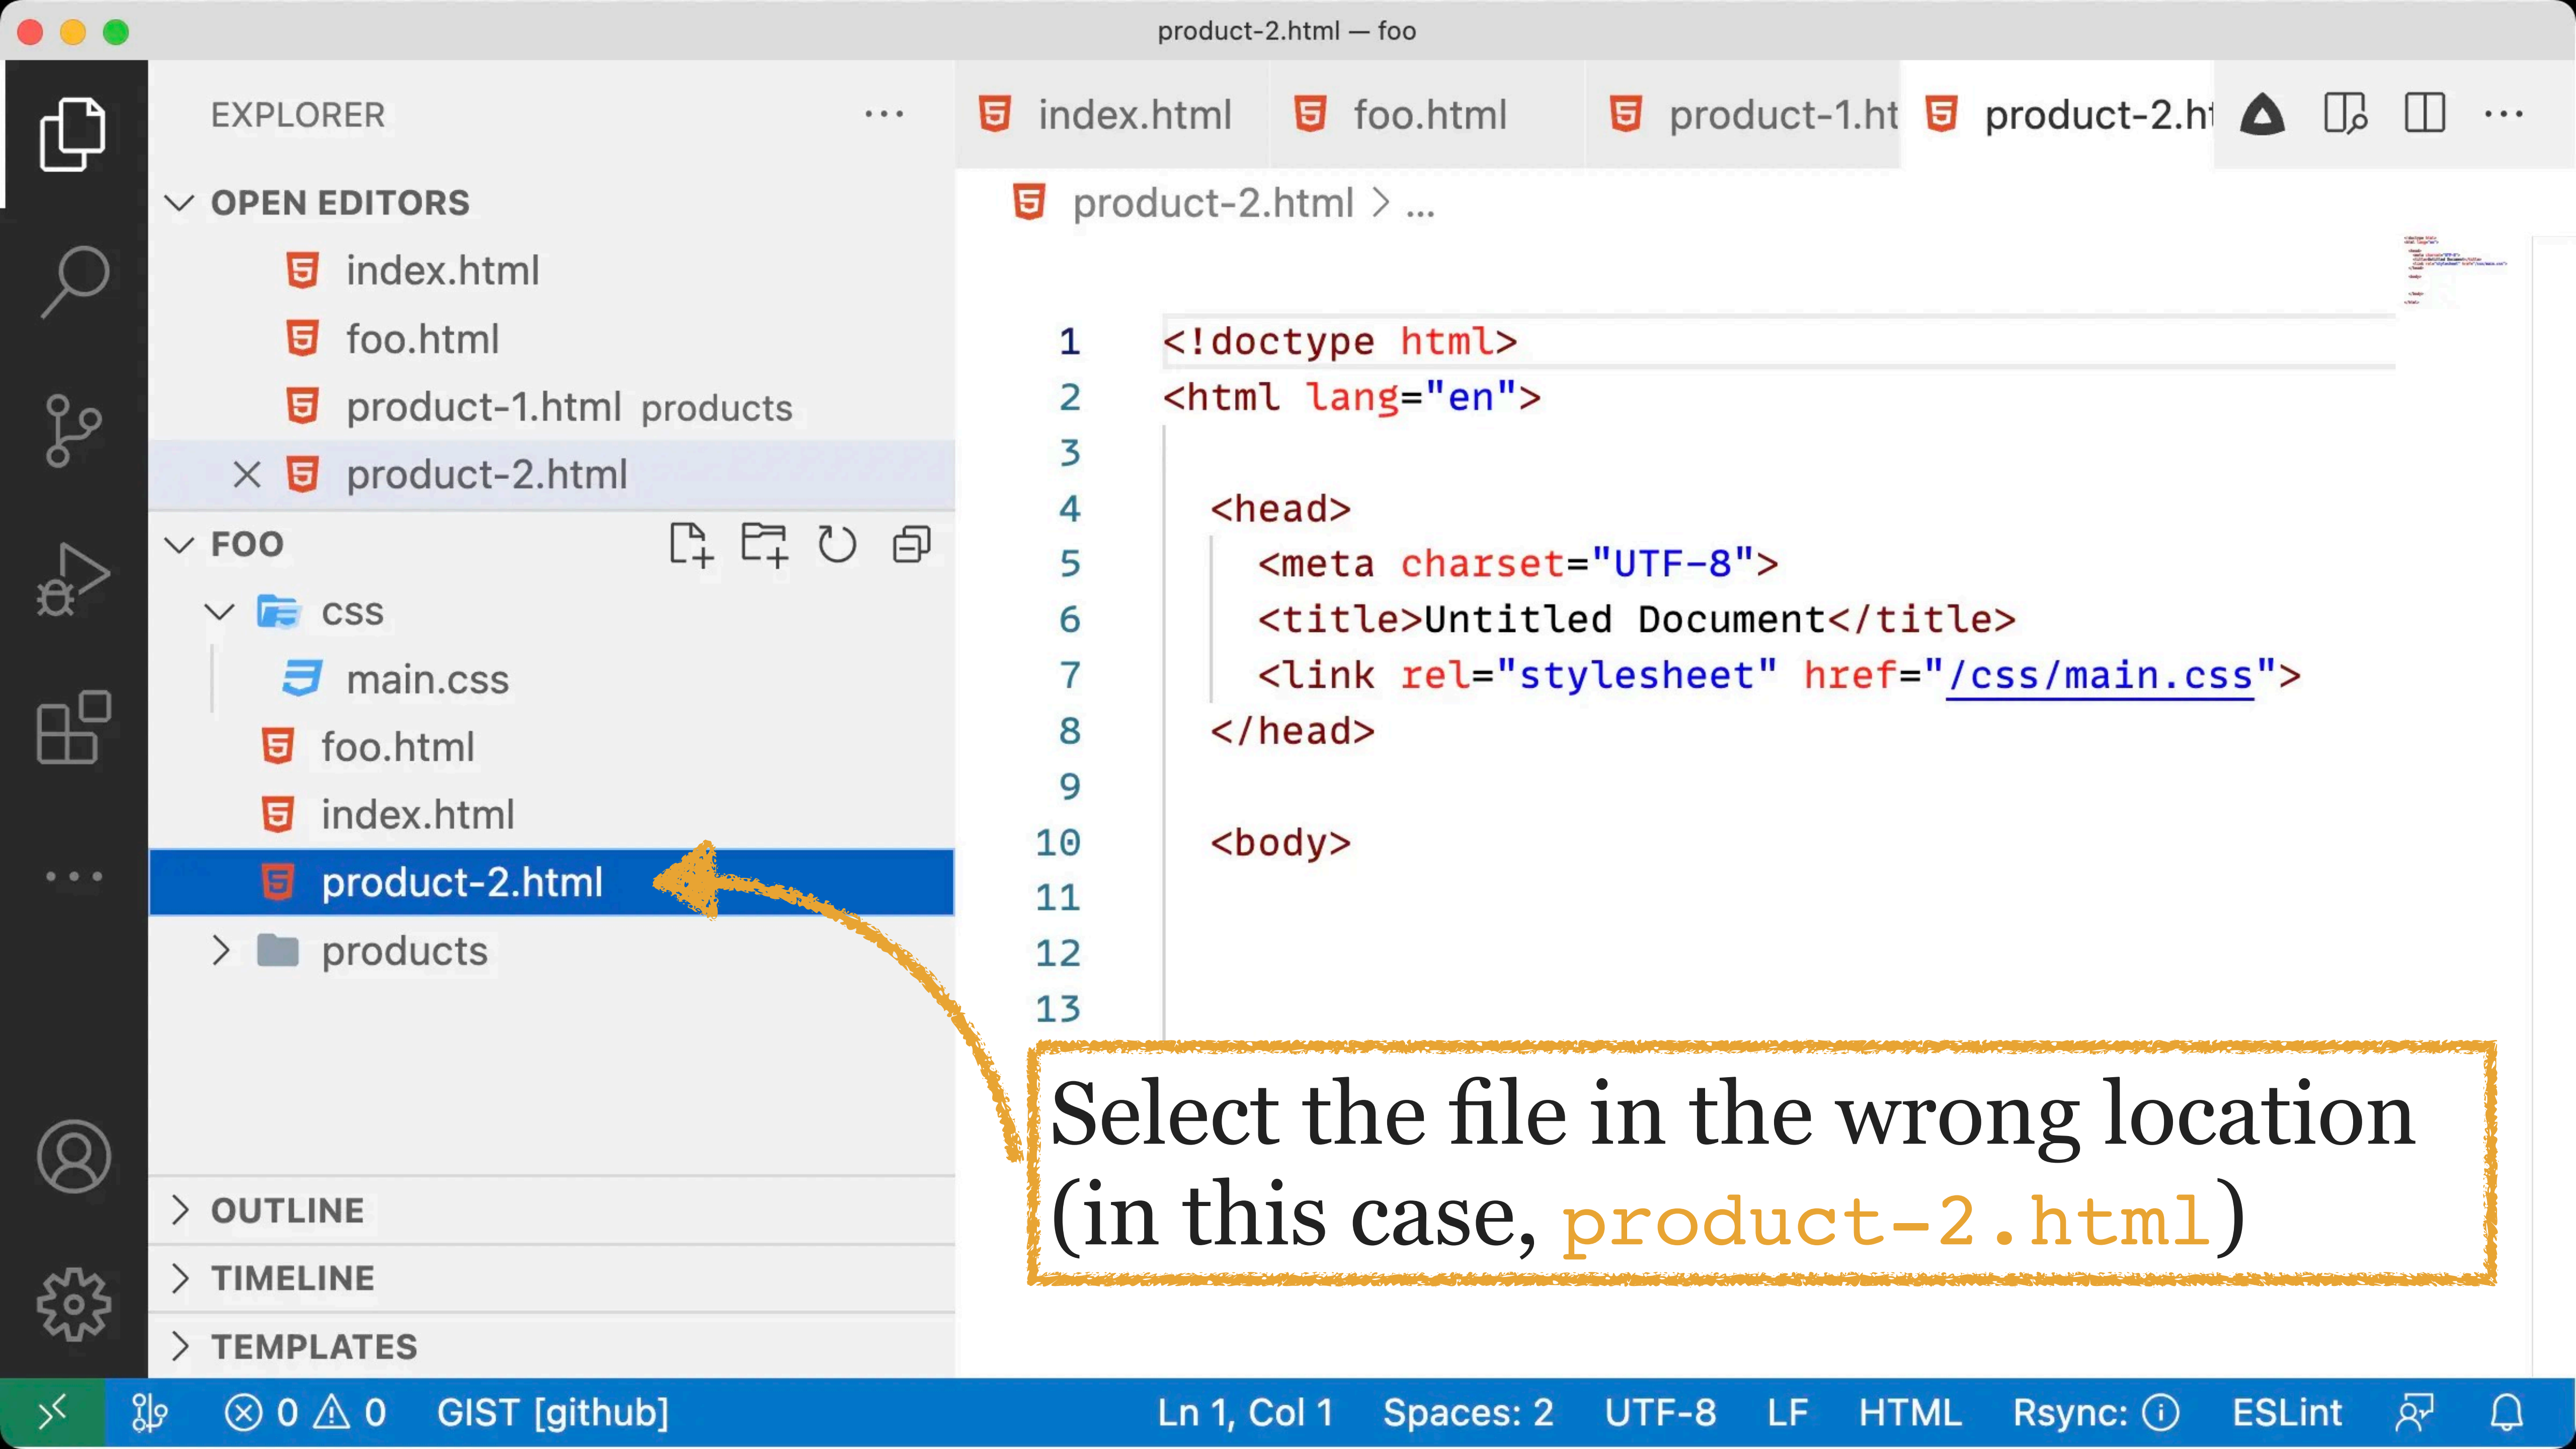 product-2.html — foo
EXPLORER
OPEN EDITORS
index.html
foo.html
product-1.html products
product-2.html
FOO
css
main.css
foo.html
index.html
product-2.html
products
OUTLINE
TIMELINE
TEMPLATES
index.html
foo.html
product-1.ht
product-2.ht
product-2.html > ...
1 <!doctype html>
2 <html lang="en">
3
4 <head>
5 <meta charset="UTF-8">
6 <title>Untitled Document</title>
7 <link rel="stylesheet" href="/css/main.css">
8 </head>
9
10 <body>
11
12
13
Select the file in the wrong location
(in this case, product-2.html)
0 0 GIST [github] Ln 1, Col 1 Spaces: 2 UTF-8 LF HTML Rsync: ESLint